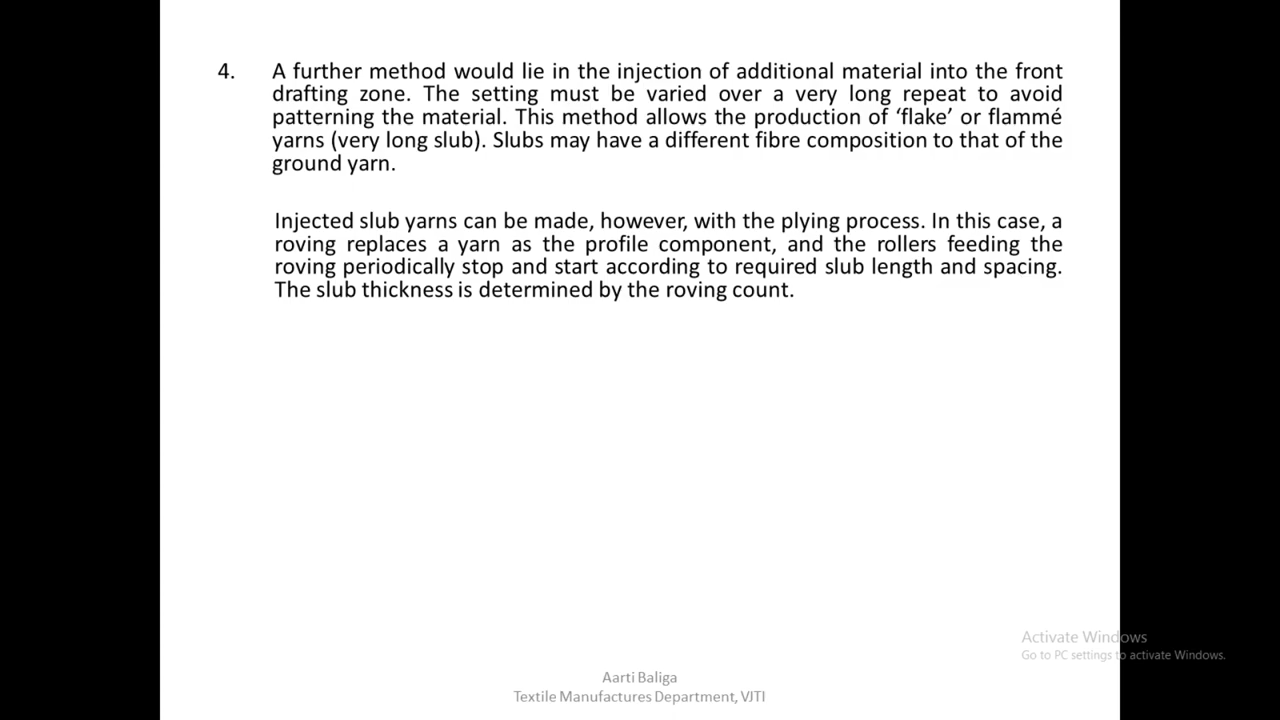 4. A further method would lie in the injection of additional material into the front
drafting zone. The setting must be varied over a very long repeat to avoid
patterning the material. This method allows the production of ‘flake’ or flammé
yarns (very long slub). Slubs may have a different fibre composition to that of the
ground yarn.
Injected slub yarns can be made, however, with the plying process. In this case, a
roving replaces a yarn as the profile component, and the rollers feeding the
roving periodically stop and start according to required slub length and spacing.
The slub thickness is determined by the roving count.
Activate Windows
Go to PC settings to activate Windows.
Aarti Baliga
Textile Manufactures Department, VJTI